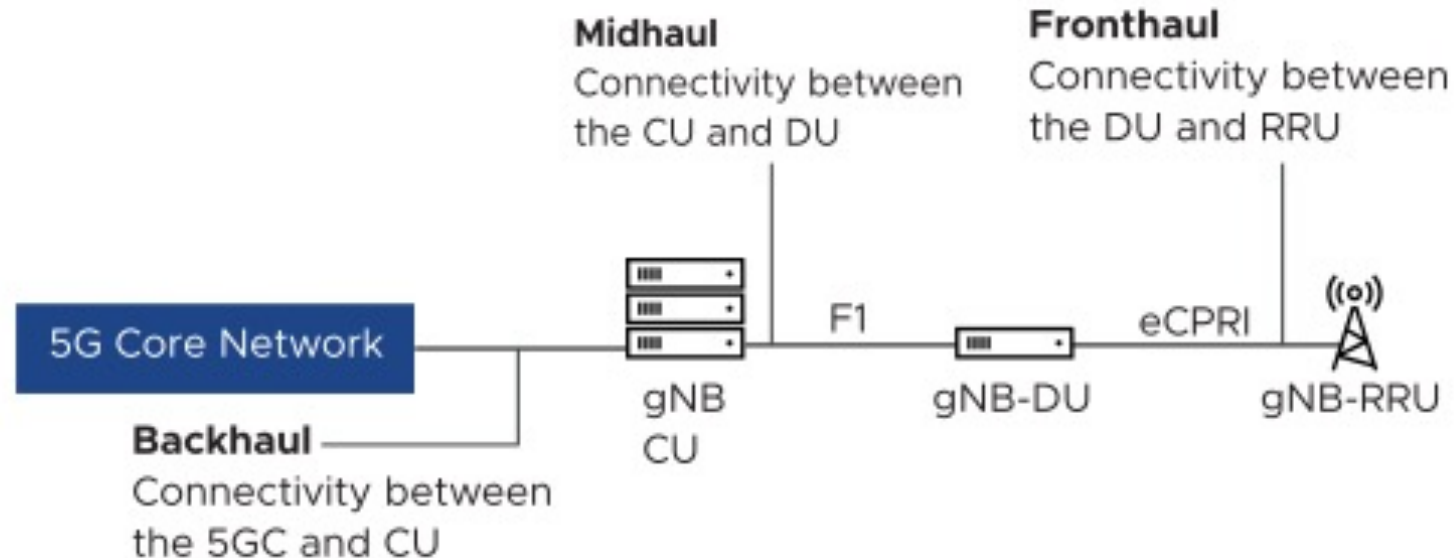 Midhaul
Connectivity between
the CU and DU
Fronthaul
Connectivity between
the DU and RRU
5G Core Network
F1
eCPRI
gNB
CU
gNB-DU
gNB-RRU
Backhaul
Connectivity between
the 5GC and CU